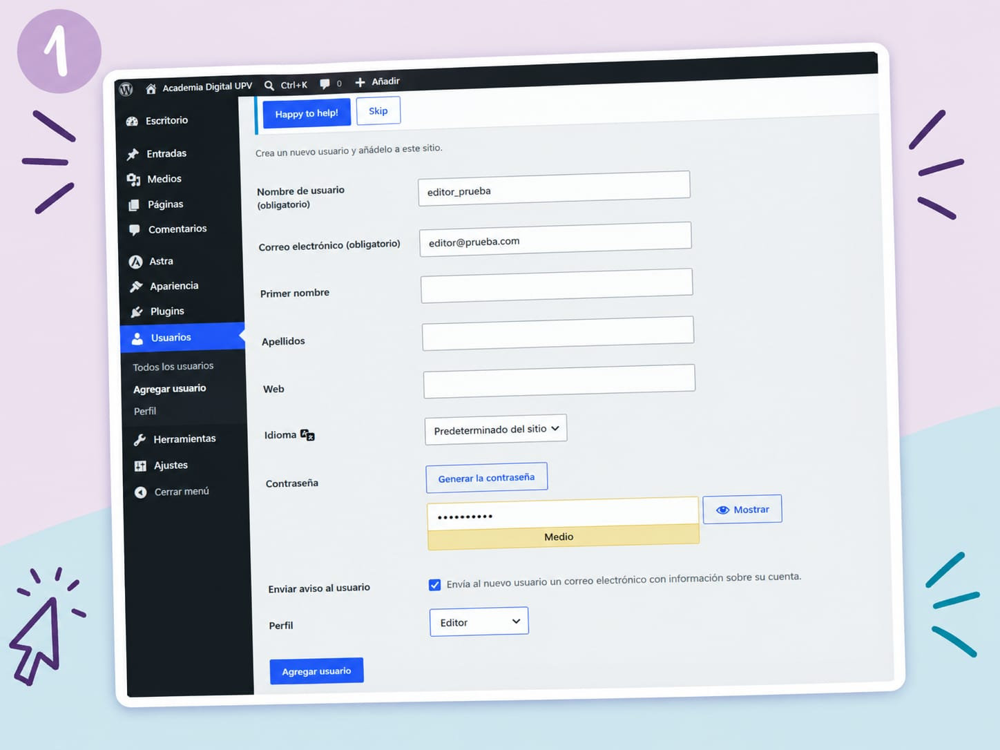 1
Academia Digital UPV Ctrl+K 0 + Añadir
Escritorio
Entradas
Medios
Páginas
Comentarios
Astra
Apariencia
Plugins
Usuarios
Todos los usuarios
Agregar usuario
Perfil
Herramientas
Ajustes
Cerrar menú
Happy to help! Skip
Crea un nuevo usuario y añádelo a este sitio.
Nombre de usuario
(obligatorio)
editor_prueba
Correo electrónico (obligatorio) editor@prueba.com
Primer nombre
Apellidos
Web
Idioma Predeterminado del sitio
Contraseña Generar la contraseña
•••••••••• Mostrar
Medio
Enviar aviso al usuario Envía al nuevo usuario un correo electrónico con información sobre su cuenta.
Perfil Editor
Agregar usuario